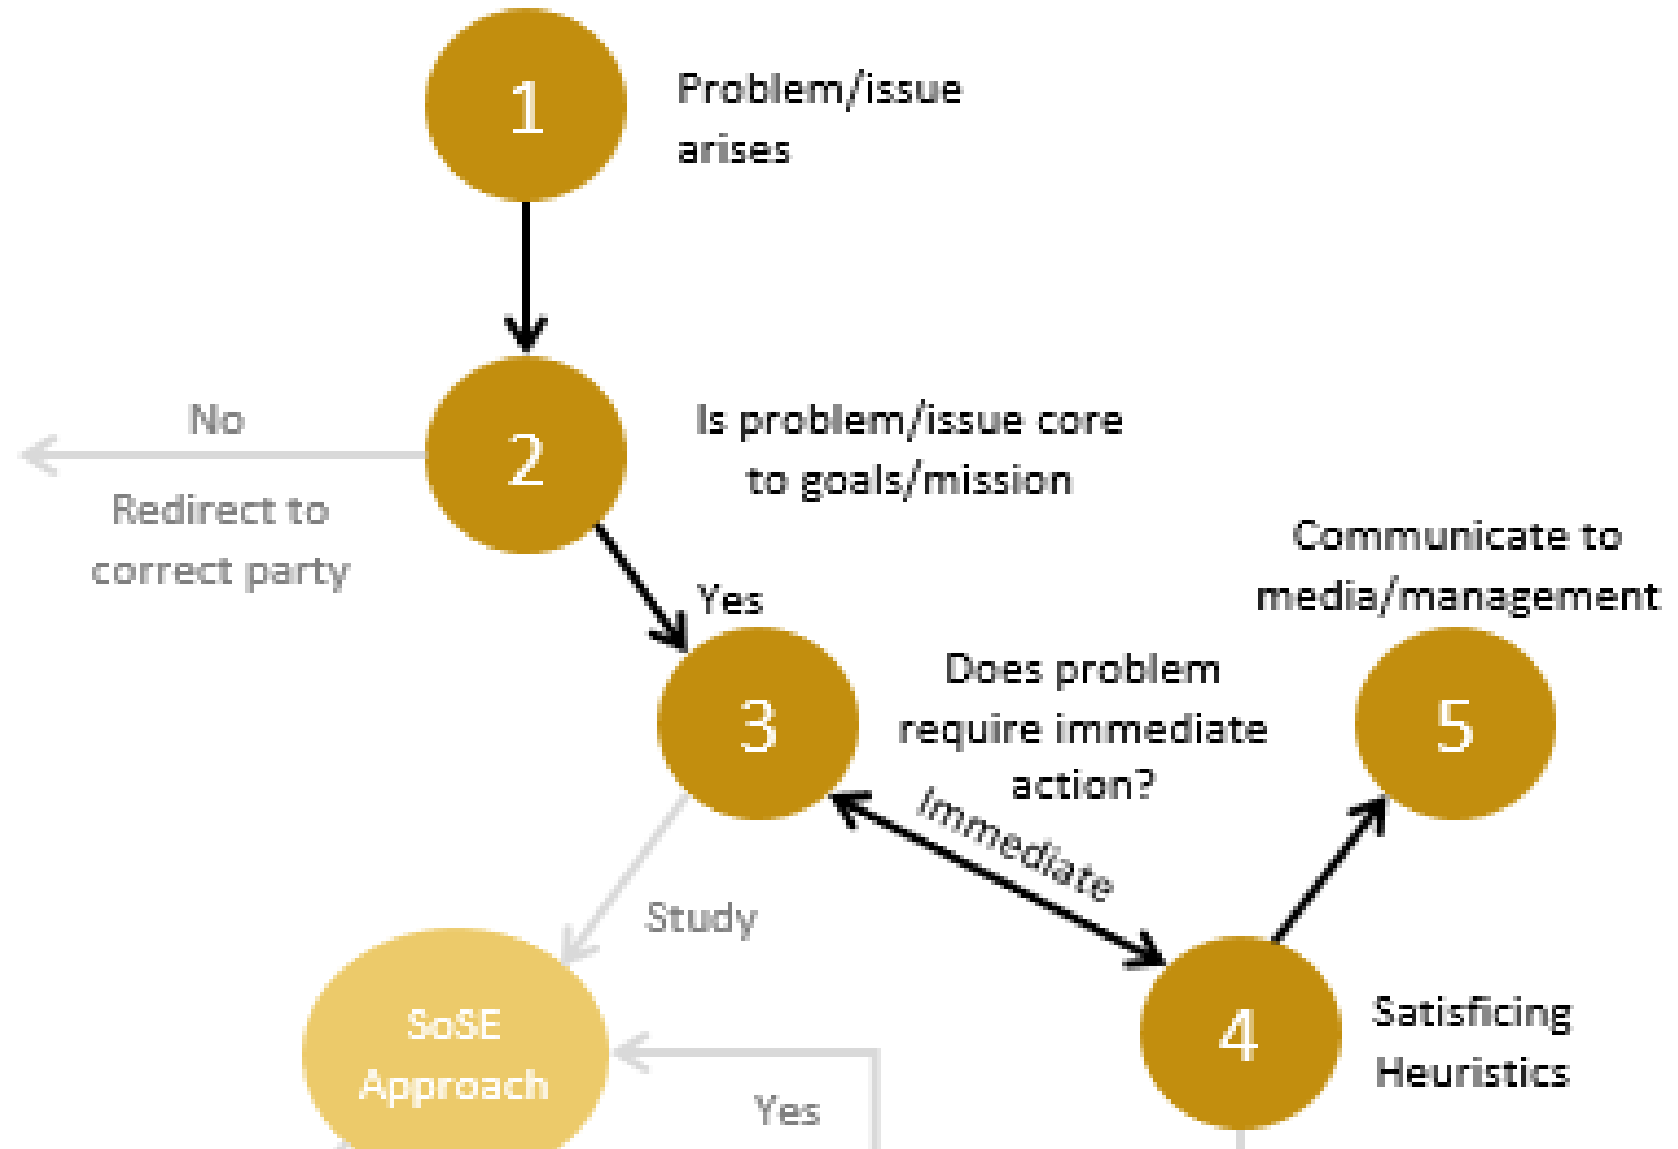 1
Problem/issue
arises
No
2
Is problem/issue core
to goals/mission
Redirect to
correct party
Yes
Communicate to
media/management
3
Does problem
require immediate
action?
5
Immediate
Study
SoSE
Approach
4
Satisficing
Heuristics
Yes